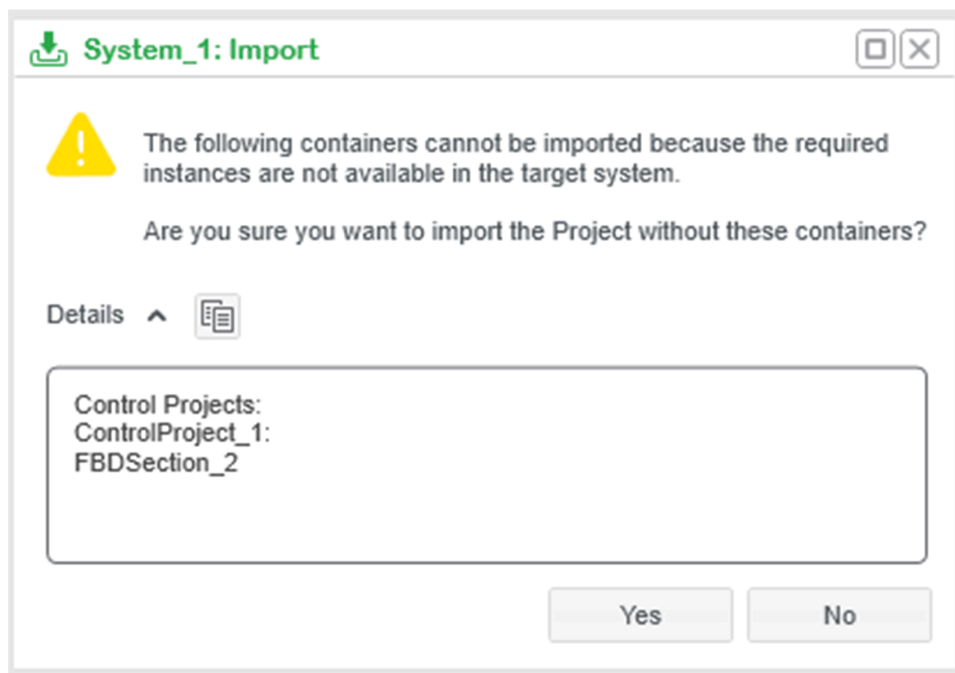 System_1: Import
The following containers cannot be imported because the required
instances are not available in the target system.
Are you sure you want to import the Project without these containers?
Details
Control Projects:
ControlProject_1:
FBDSection_2
Yes
No